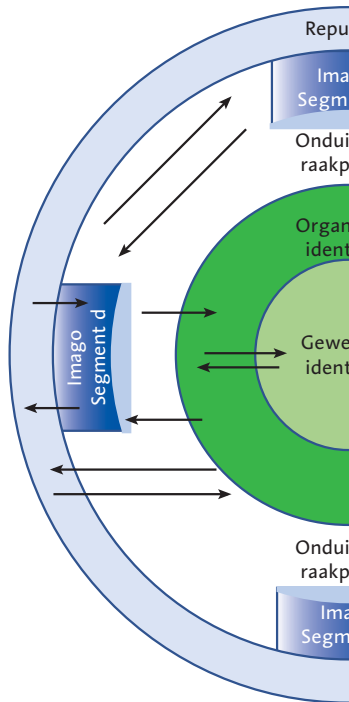 Repu
Ima
Segm
Ondui
raakp
Organ
ident
Imago
Segment d
Gewe
ident
Ondui
raakp
Ima
Segm